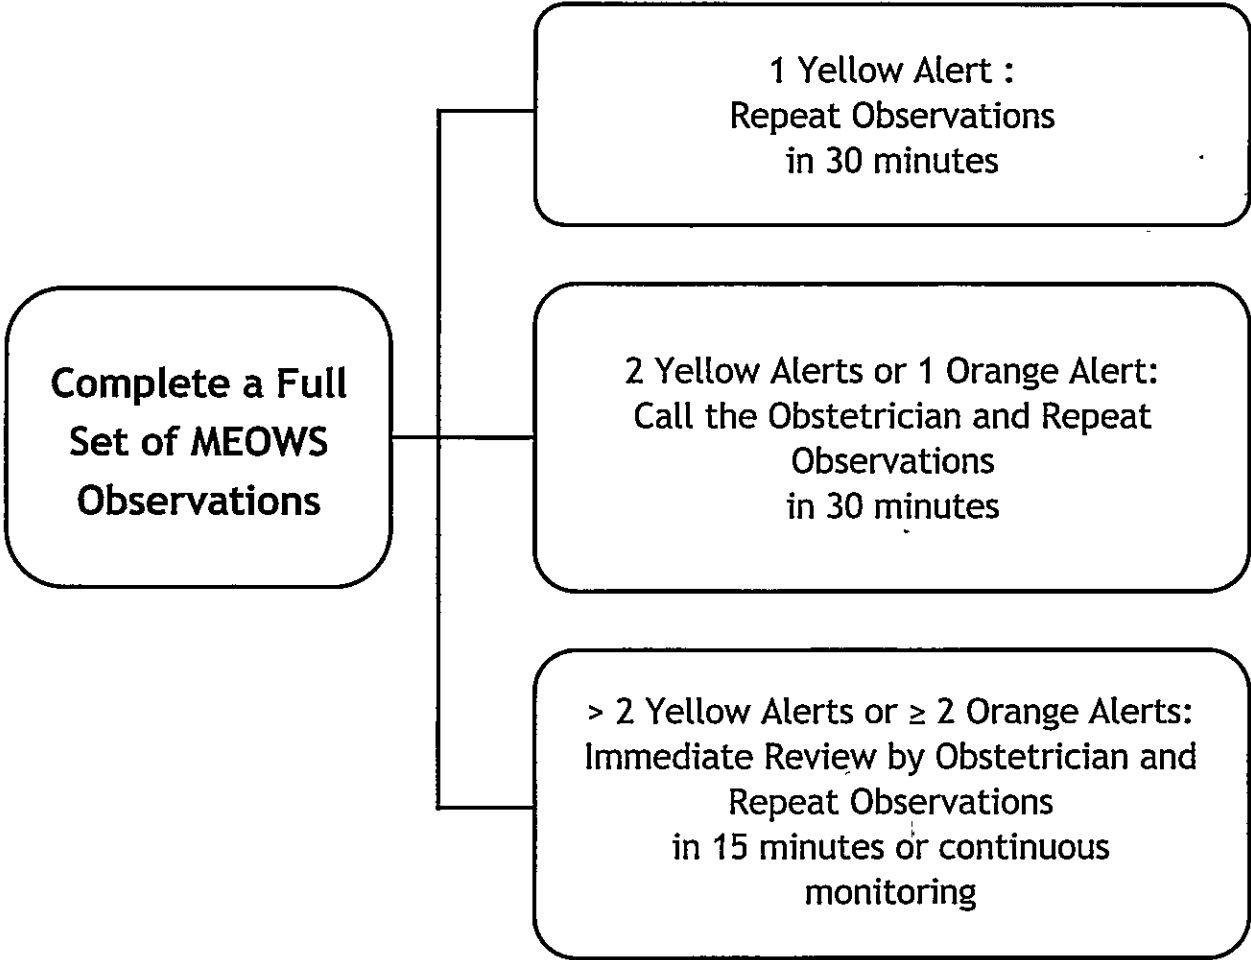 1 Yellow Alert :
Repeat Observations
in 30 minutes
Complete a Full
Set of MEOWS
Observations
2 Yellow Alerts or 1 Orange Alert:
Call the Obstetrician and Repeat
Observations
in 30 minutes
> 2 Yellow Alerts or ≥ 2 Orange Alerts:
Immediate Review by Obstetrician and
Repeat Observations
in 15 minutes or continuous
monitoring